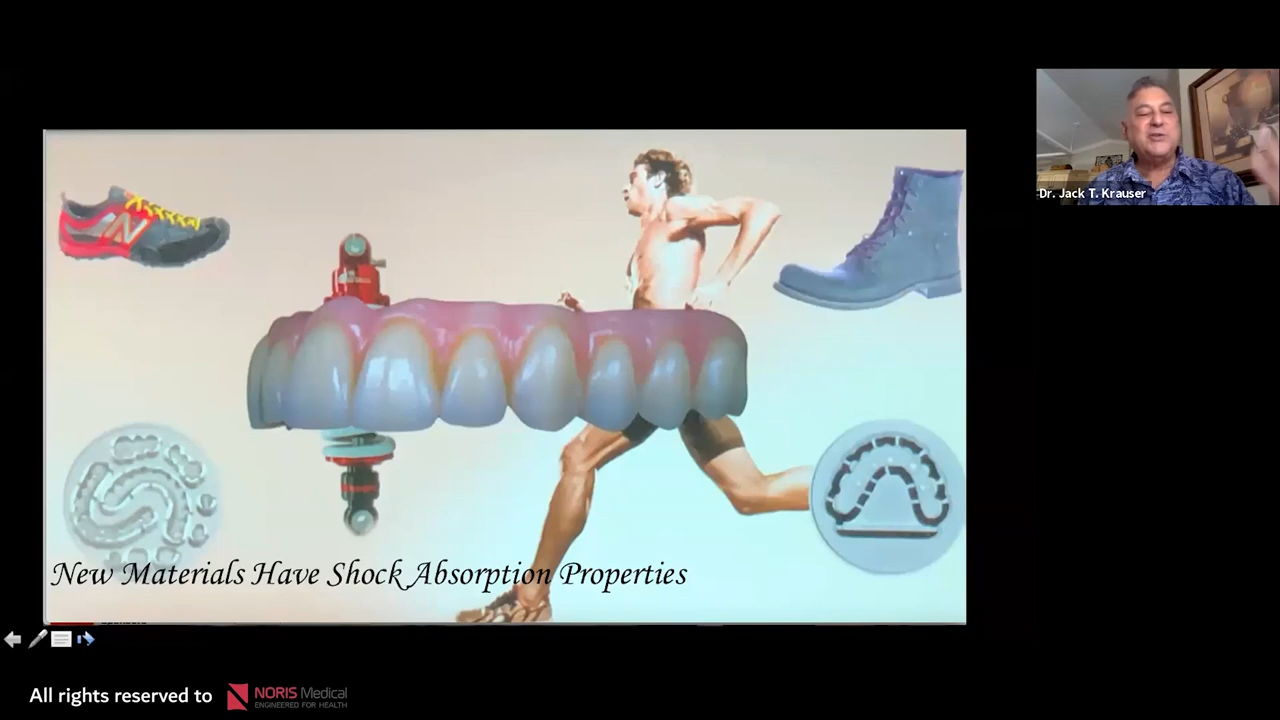 Dr. Jack T. Krauser
N
New Materials Have Shock Absorption Properties
All rights reserved to NORIS Medical
ENGINEERED FOR HEALTH